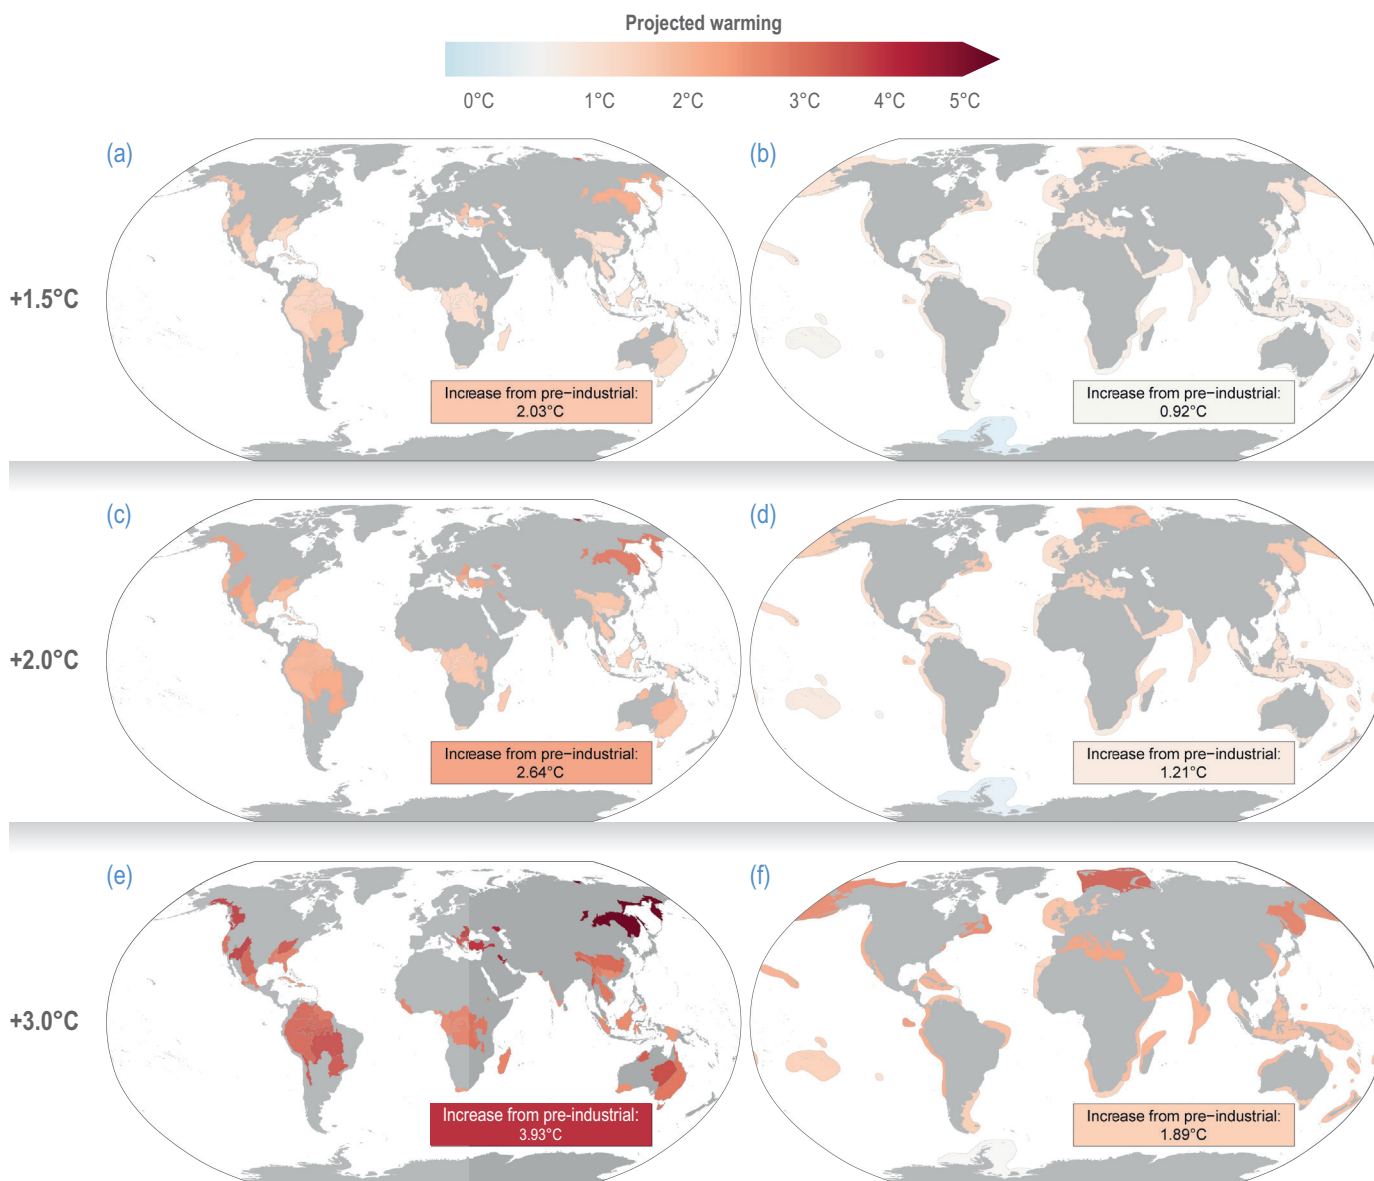 Projected warming
0°C 1°C 2°C 3°C 4°C 5°C
(a) (b)
+1.5°C
Increase from pre−industrial:
2.03°C
Increase from pre−industrial:
0.92°C
(c) (d)
+2.0°C
Increase from pre−industrial:
2.64°C
Increase from pre−industrial:
1.21°C
(e) (f)
+3.0°C
Increase from pre-industrial:
3.93°C
Increase from pre−industrial:
1.89°C